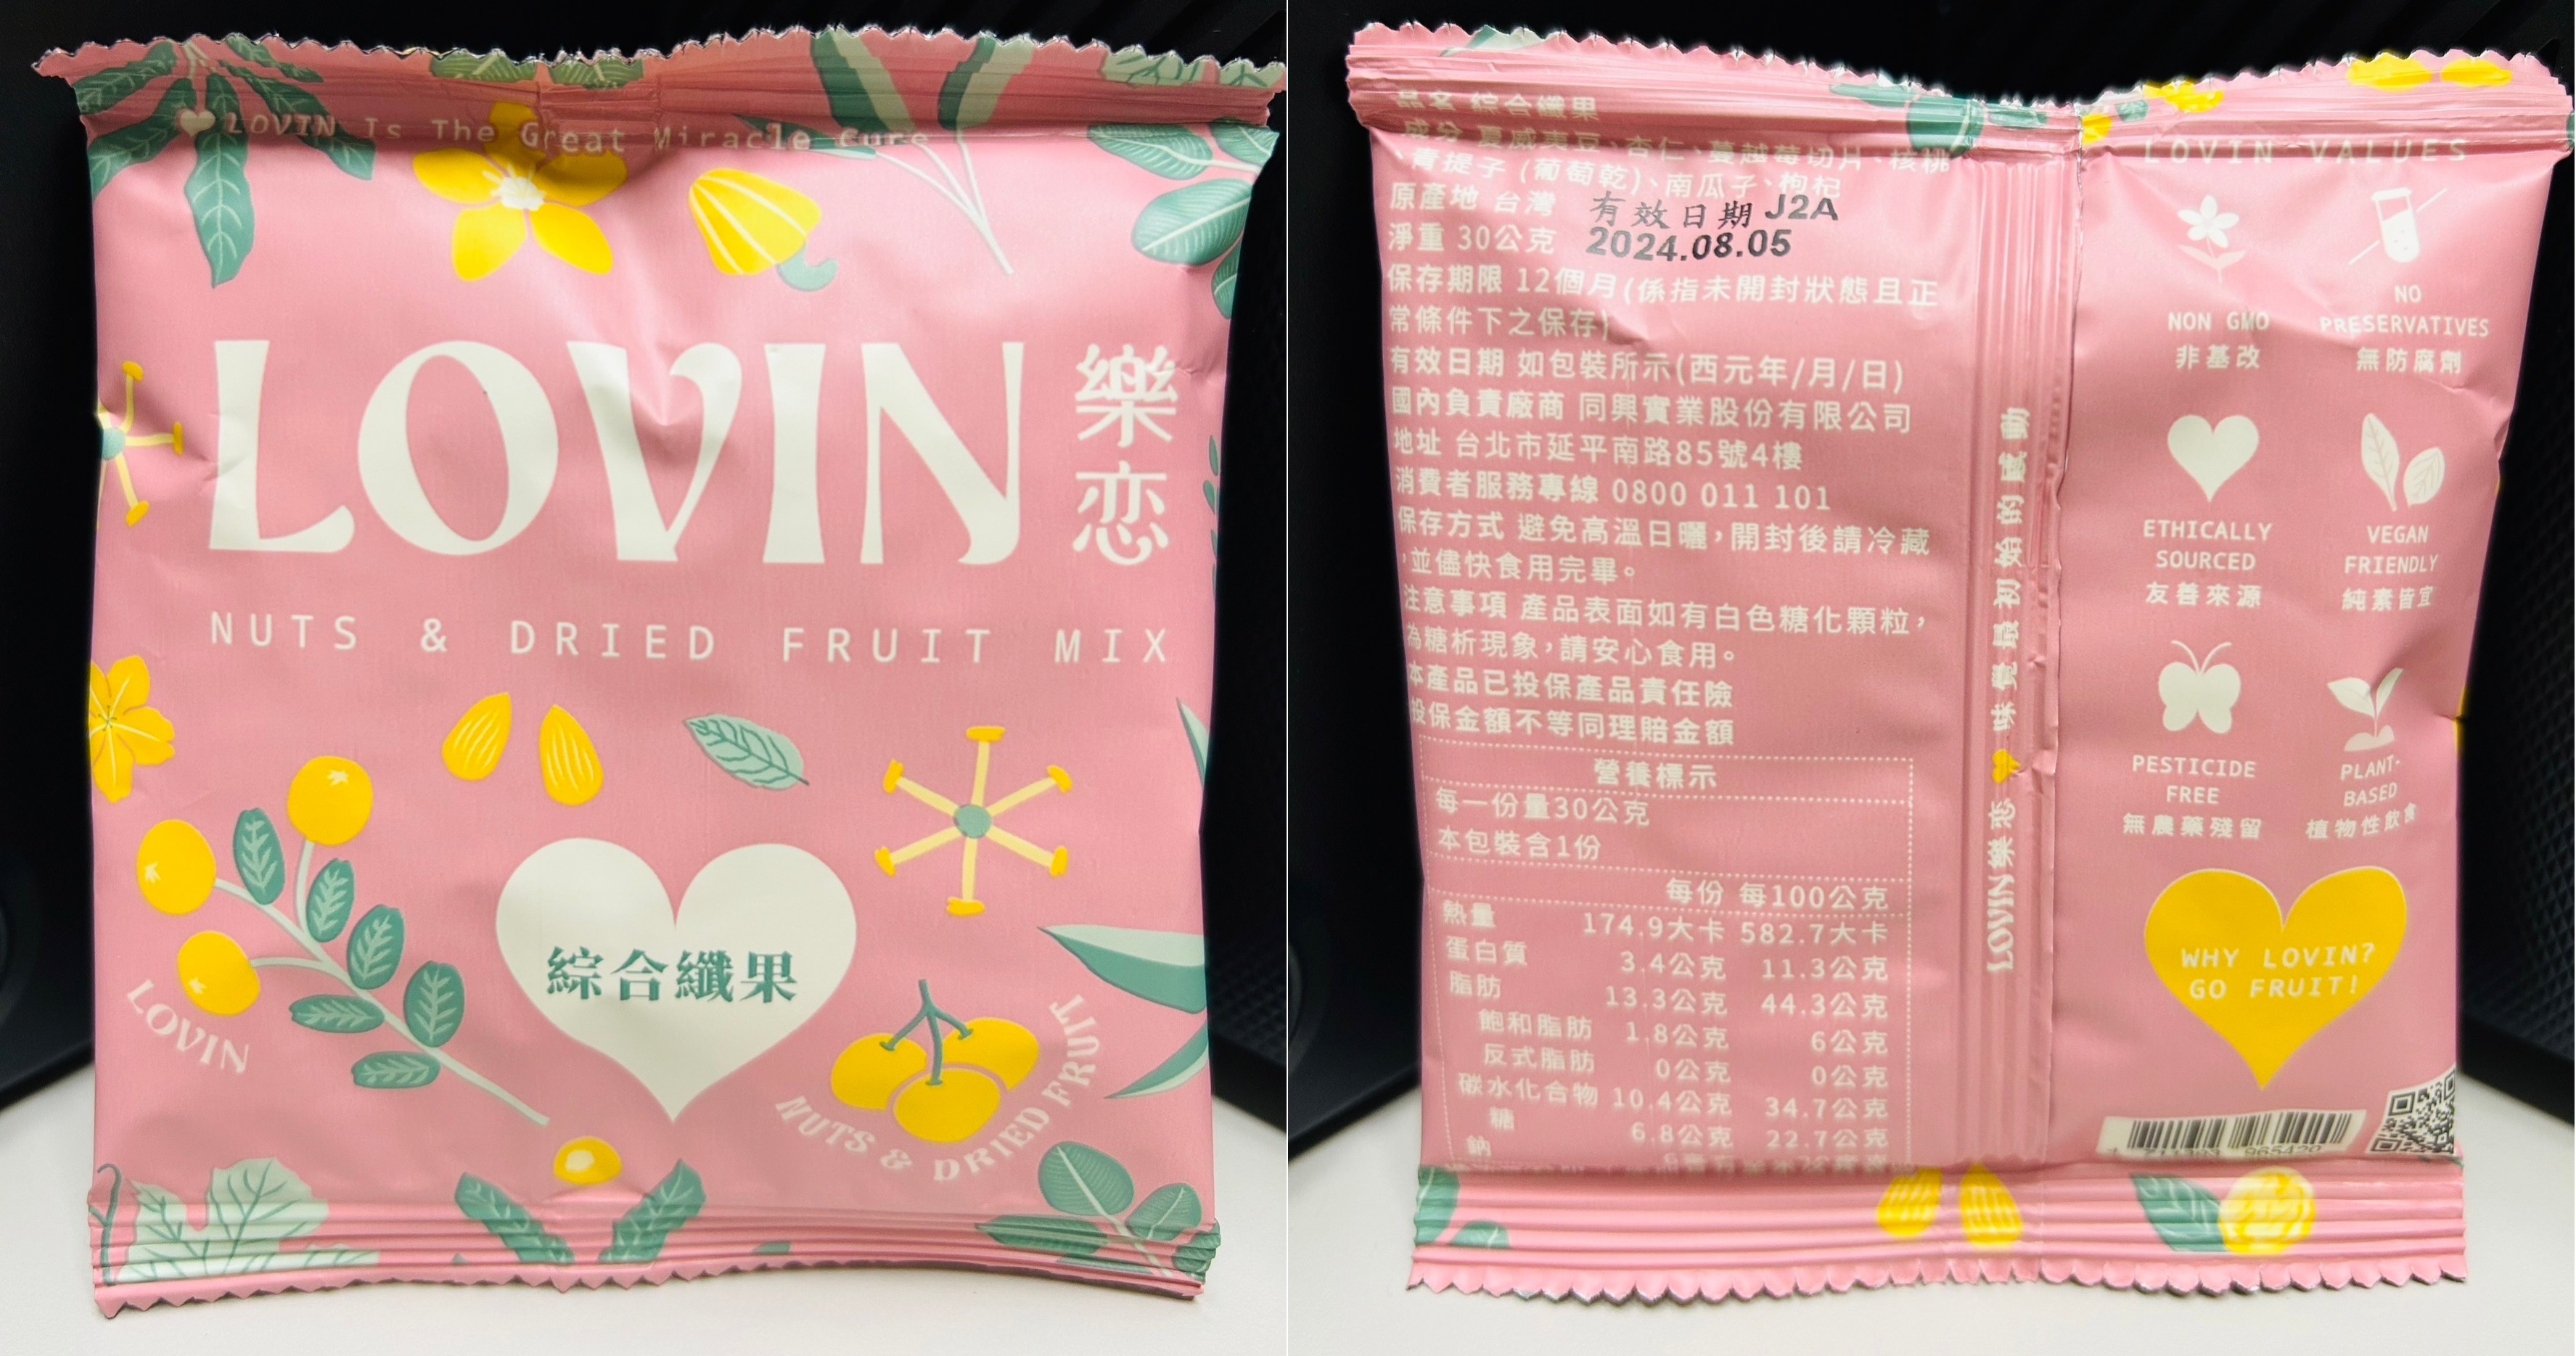 LOVIN Is The Great Miracle Cure
LOVIN 樂恋
NUTS & DRIED FRUIT MIX
綜合纖果
LOVIN
NUTS & DRIED FRUIT
品名 綜合纖果
成分 夏威夷豆、杏仁、蔓越莓切片、核桃
、青提子 (葡萄乾)、南瓜子、枸杞
原產地 台灣
淨重 30公克
有效日期 J2A
2024.08.05
保存期限 12個月(係指未開封狀態且正
常條件下之保存)
有效日期 如包裝所示(西元年/月/日)
國內負責廠商 同興實業股份有限公司
地址 台北市延平南路85號4樓
消費者服務專線 0800 011 101
保存方式 避免高溫日曬，開封後請冷藏
，並儘快食用完畢。
注意事項 產品表面如有白色糖化顆粒，
為糖析現象，請安心食用。
本產品已投保產品責任險
投保金額不等同理賠金額
營養標示
每一份量30公克
本包裝含1份
每份 每100公克
熱量 174.9大卡 582.7大卡
蛋白質 3.4公克 11.3公克
脂肪 13.3公克 44.3公克
飽和脂肪 1.8公克 6公克
反式脂肪 0公克 0公克
碳水化合物 10.4公克 34.7公克
糖 6.8公克 22.7公克
鈉
LOVIN樂恋 味覺最初始的感動
LOVIN VALUES
NON GMO
非基改
NO
PRESERVATIVES
無防腐劑
ETHICALLY
SOURCED
友善來源
VEGAN
FRIENDLY
純素皆宜
PESTICIDE
FREE
無農藥殘留
PLANT-
BASED
植物性飲食
WHY LOVIN?
GO FRUIT!